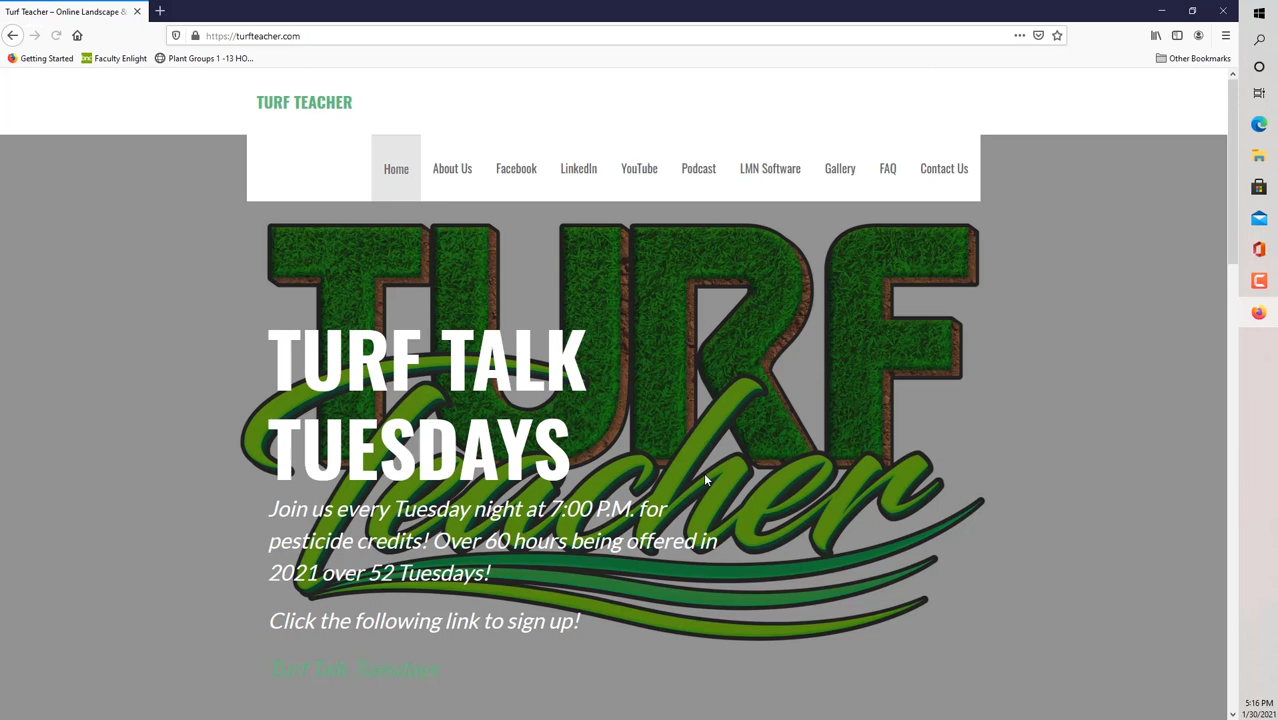 Turf Teacher – Online Landscape &
https://turfteacher.com
Getting Started
Faculty Enlight
Plant Groups 1 -13 HO...
Other Bookmarks
TURF TEACHER
Home
About Us
Facebook
LinkedIn
YouTube
Podcast
LMN Software
Gallery
FAQ
Contact Us
TURF
Teacher
TURF TALK
TUESDAYS
Join us every Tuesday night at 7:00 P.M. for
pesticide credits! Over 60 hours being offered in
2021 over 52 Tuesdays!
Click the following link to sign up!
Turf Talk Tuesdays
5:16 PM
1/30/2021